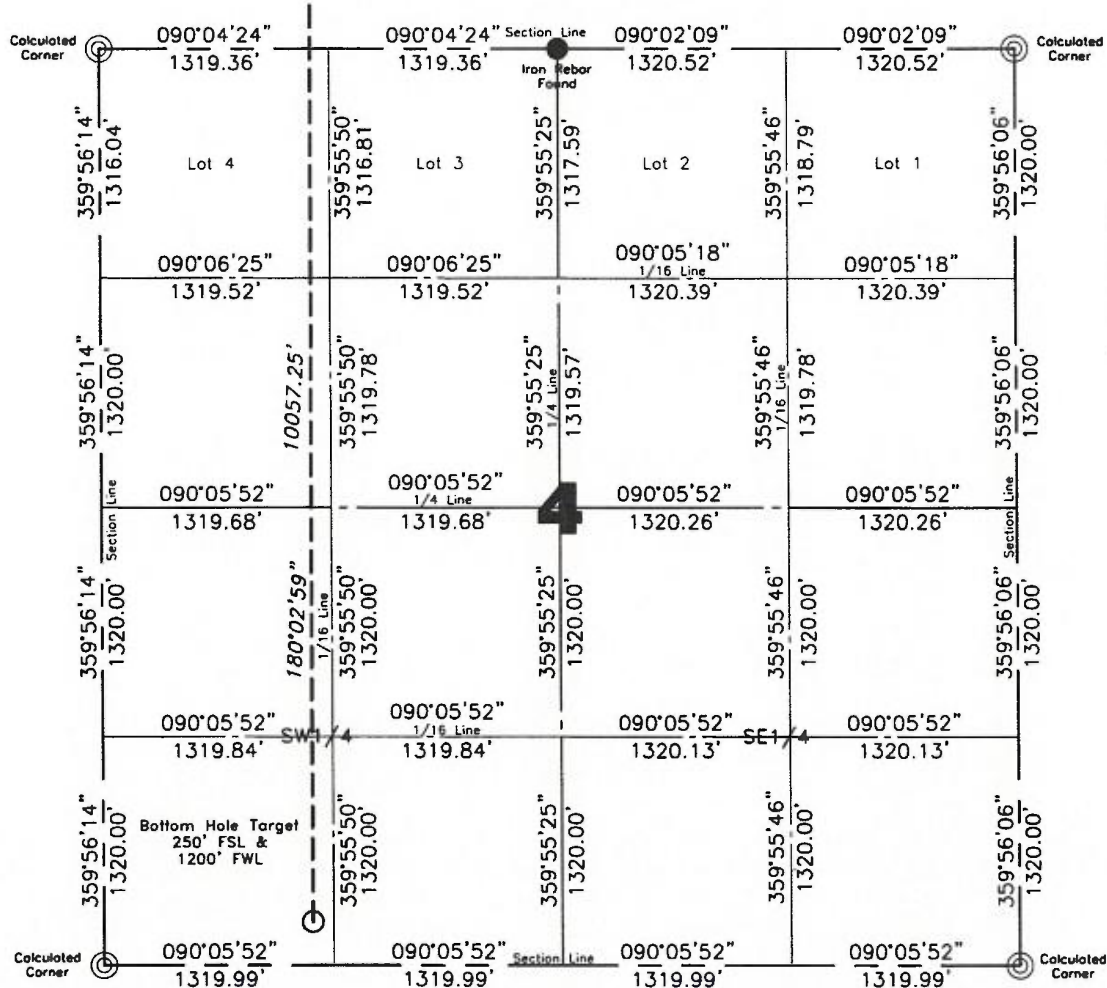 090°04'24" 090°04'24" Section Line 090°02'09" 090°02'09"
Calculated
Corner
1319.36' 1319.36' 1320.52' 1320.52'
Calculated
Corner
Iron Rebar
Found
359°56'14"
1316.04'
Lot 4
359°55'50"
1316.81'
Lot 3
359°55'25"
1317.59'
Lot 2
359°55'46"
1318.79'
Lot 1
359°56'06"
1320.00'
090°06'25" 090°06'25" 090°05'18" 090°05'18"
1/16 Line
1319.52' 1319.52' 1320.39' 1320.39'
359°56'14"
1320.00'
10057.25'
359°55'50"
1319.78'
359°55'25"
1/4 Line
1319.57'
359°55'46"
1/16 Line
1319.78'
359°56'06"
1320.00'
090°05'52" 090°05'52" 090°05'52" 090°05'52"
1/4 Line
1319.68' 1319.68' 4 1320.26' 1320.26'
Section Line
Section Line
359°56'14"
1320.00'
180°02'59"
1/16 Line
359°55'50"
1320.00'
359°55'25"
1320.00'
359°55'46"
1320.00'
359°56'06"
1320.00'
090°05'52" 090°05'52" 090°05'52" 090°05'52"
SW1/4 1/16 Line SE1/4
1319.84' 1319.84' 1320.13' 1320.13'
359°56'14"
1320.00'
Bottom Hole Target
250' FSL &
1200' FWL
359°55'50"
1320.00'
359°55'25"
1320.00'
359°55'46"
1320.00'
359°56'06"
1320.00'
090°05'52" 090°05'52" 090°05'52" 090°05'52"
Calculated
Corner
Section Line
Calculated
Corner
1319.99' 1319.99' 1319.99' 1319.99'